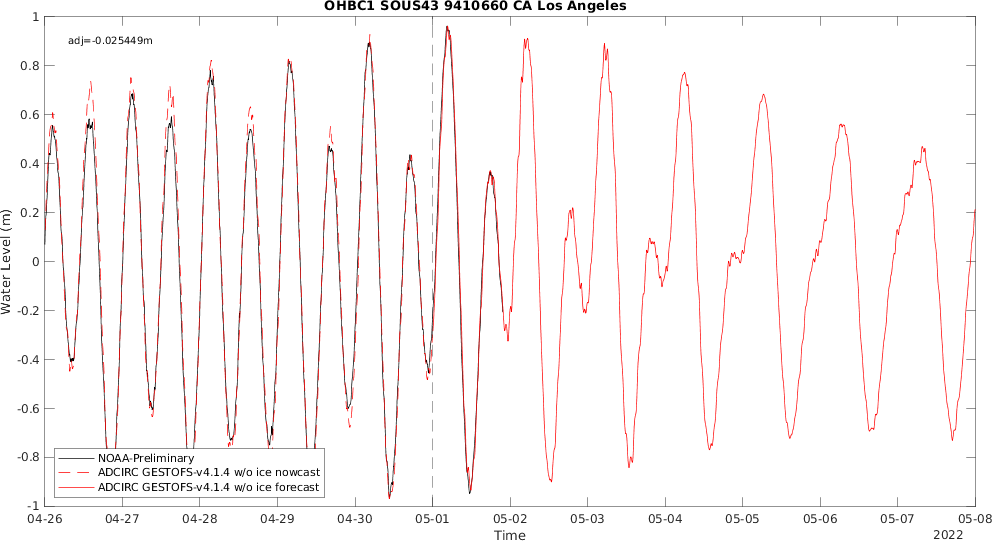 OHBC1 SOUS43 9410660 CA Los Angeles
adj=-0.025449m
Water Level (m)
1
0.8
0.6
0.4
0.2
0
-0.2
-0.4
-0.6
-0.8
-1
NOAA-Preliminary
ADCIRC GESTOFS-v4.1.4 w/o ice nowcast
ADCIRC GESTOFS-v4.1.4 w/o ice forecast
04-26 04-27 04-28 04-29 04-30 05-01 05-02 05-03 05-04 05-05 05-06 05-07 05-08
Time
2022